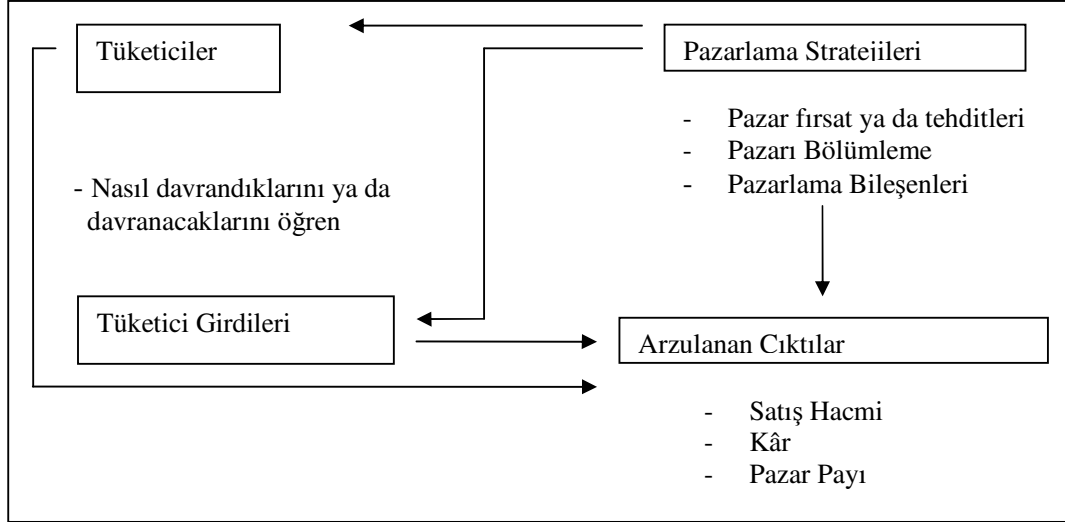 Tüketiciler
Pazarlama Stratejileri
- Pazar fırsat ya da tehditleri
- Pazarı Bölümleme
- Pazarlama Bileşenleri
- Nasıl davrandıklarını ya da
davranacaklarını öğren
Tüketici Girdileri
Arzulanan Cıktılar
- Satış Hacmi
- Kâr
- Pazar Payı